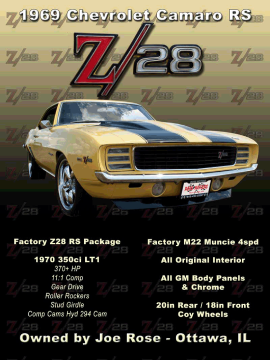 1969 Chevrolet Camaro RS
Z/28
Factory Z28 RS Package
1970 350ci LT1
370+ HP
11:1 Comp
Gear Drive
Roller Rockers
Stud Girdle
Comp Cams Hyd 294 Cam
Factory M22 Muncie 4spd
All Original Interior
All GM Body Panels
& Chrome
20in Rear / 18in Front
Coy Wheels
Owned by Joe Rose - Ottawa, IL